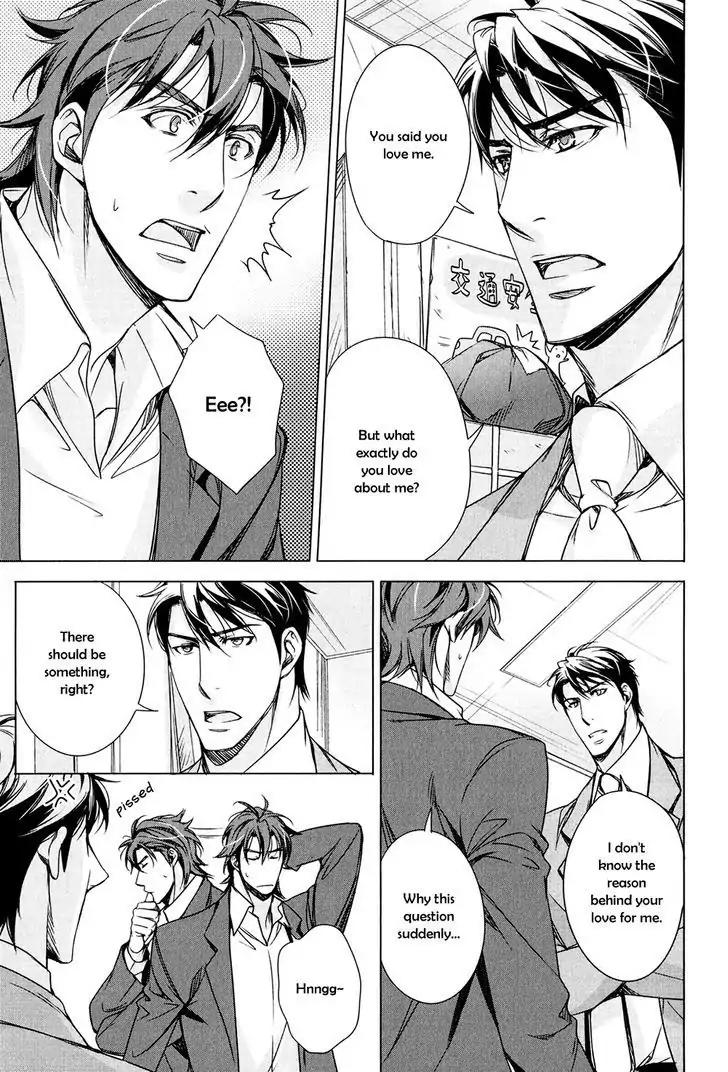 You said you
love me.
交通安
But what
exactly do
you love
about me?
Eee?!
I don't
know the
reason
behind your
love for me.
Why this
question
suddenly...
There
should be
something,
right?
pissed
Hnngg~